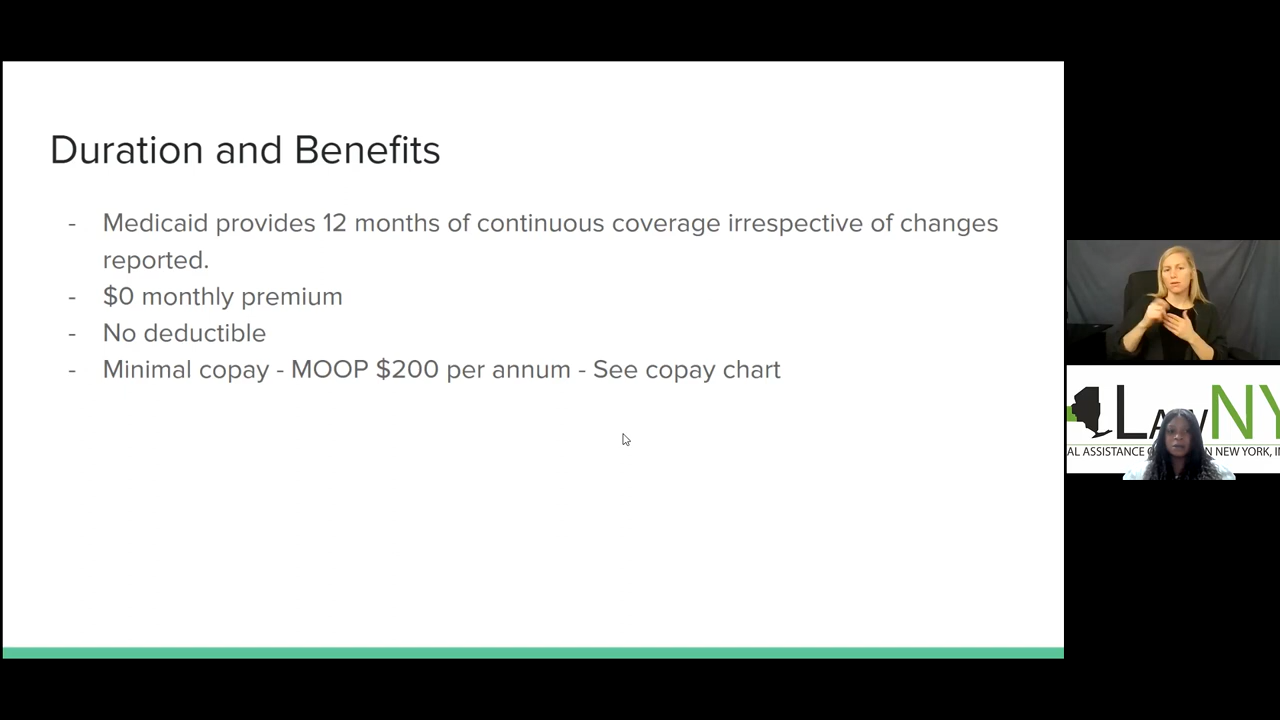 Duration and Benefits
- Medicaid provides 12 months of continuous coverage irrespective of changes
reported.
- $0 monthly premium
- No deductible
- Minimal copay - MOOP $200 per annum - See copay chart
LawNY
AL ASSISTANCE NEW YORK, I